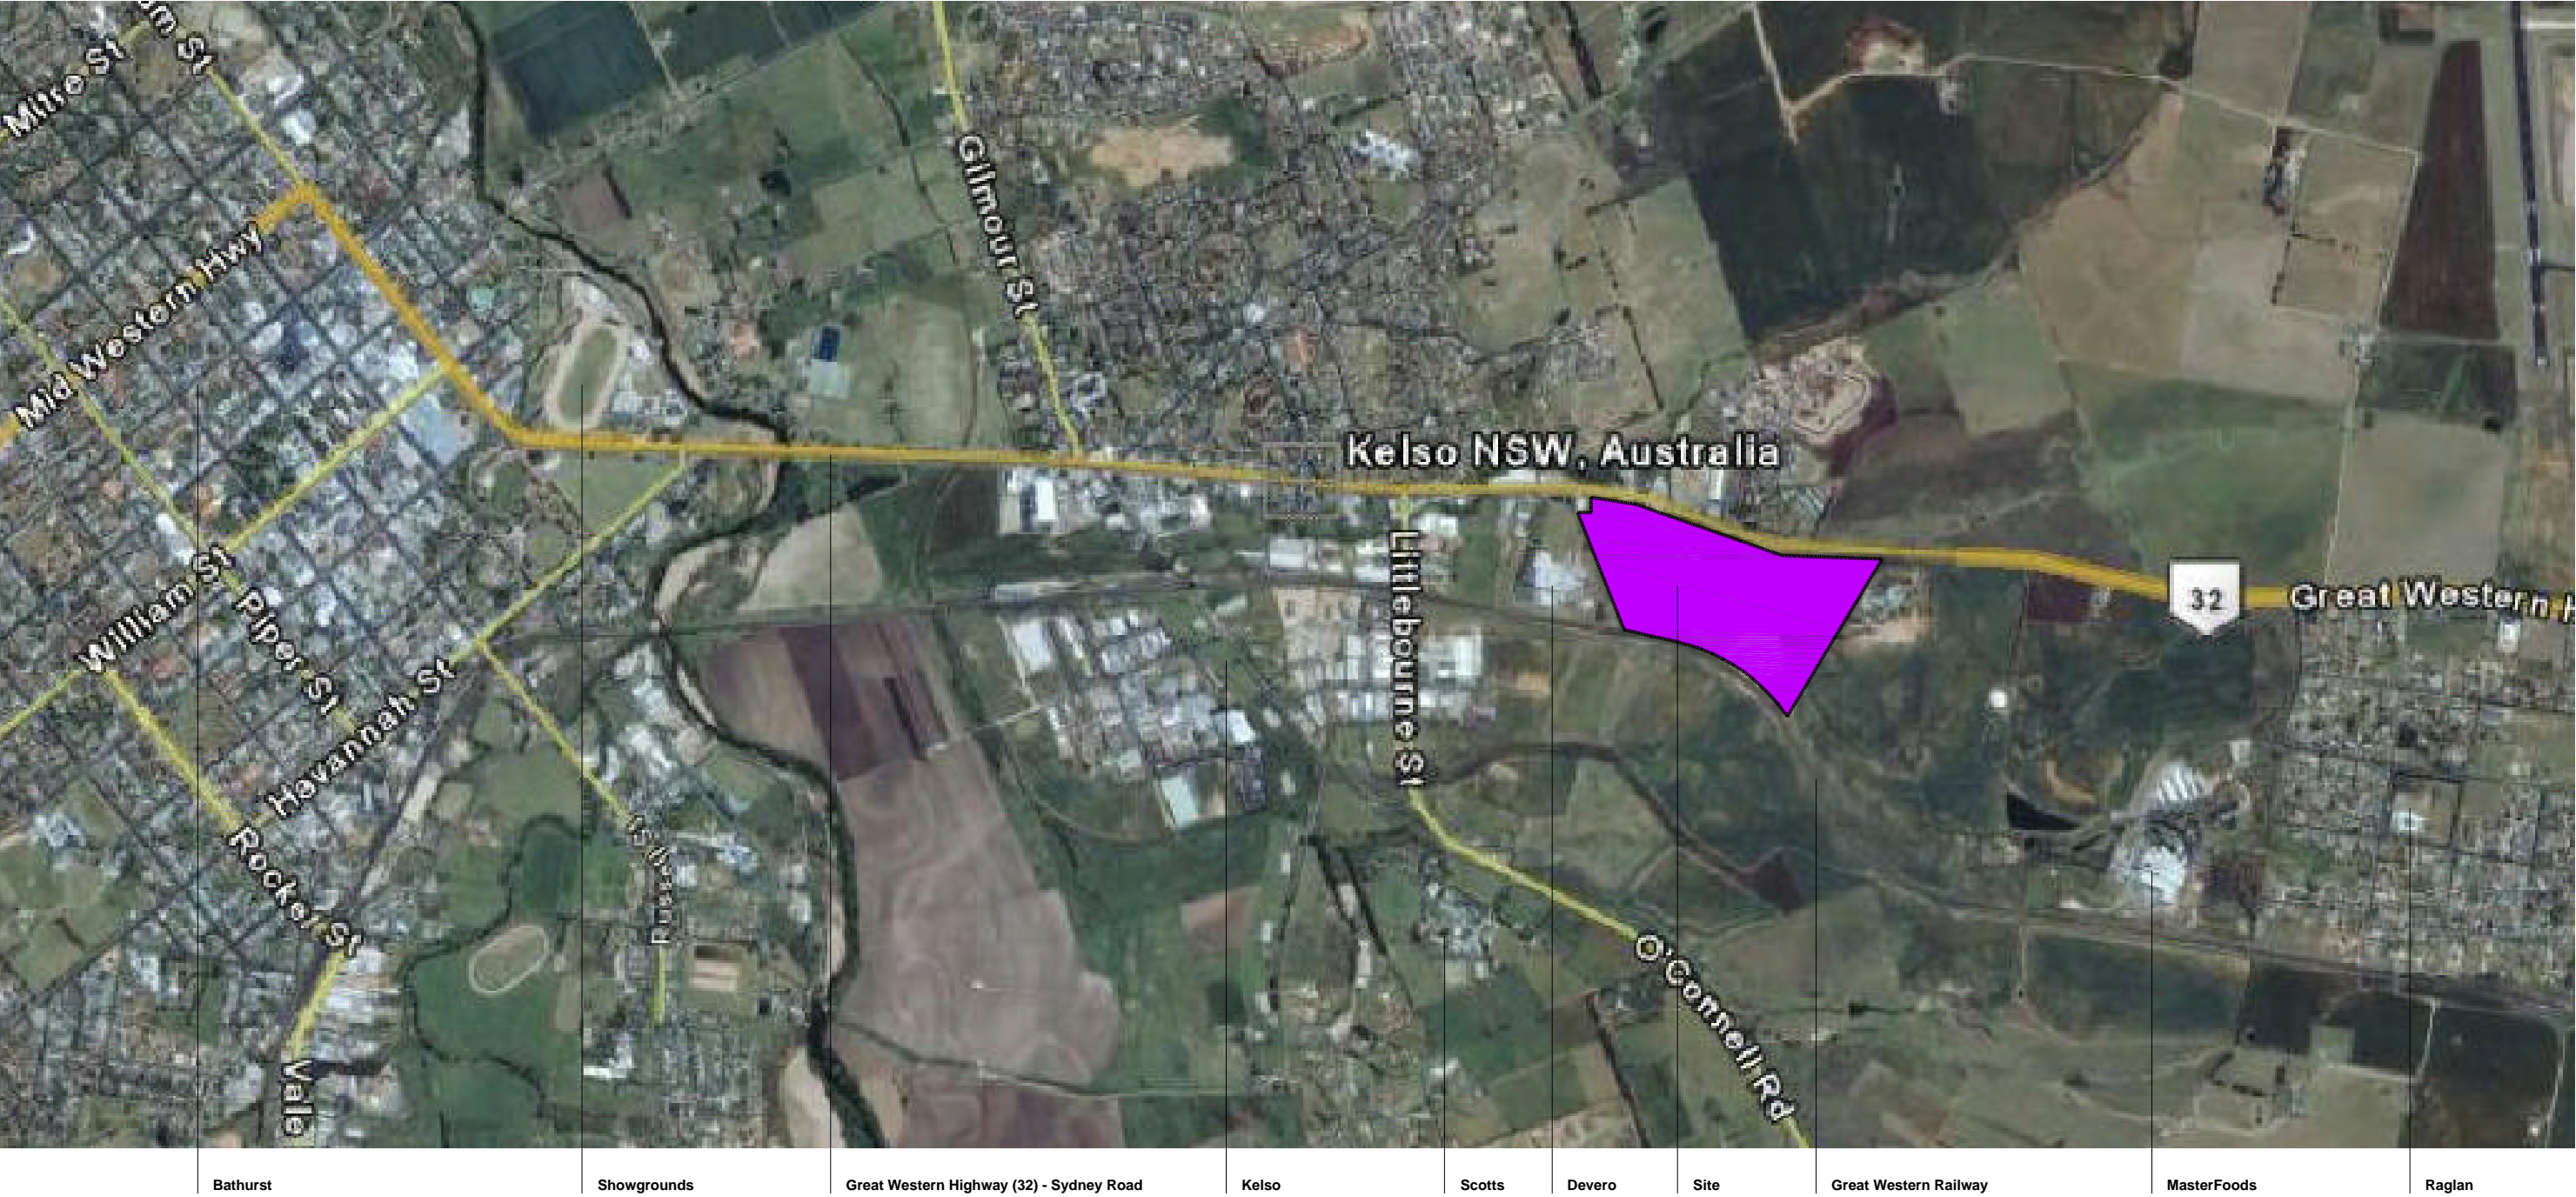 Mitre St
Mid Western Hwy
Gilmour St
Kelso NSW, Australia
William St
Piper St
Havannah St
Rocket St
Littlebourne St
32
Great Western H
O'Connell Rd
Vale
Bathurst
Showgrounds
Great Western Highway (32) - Sydney Road
Kelso
Scotts
Devero
Site
Great Western Railway
MasterFoods
Raglan